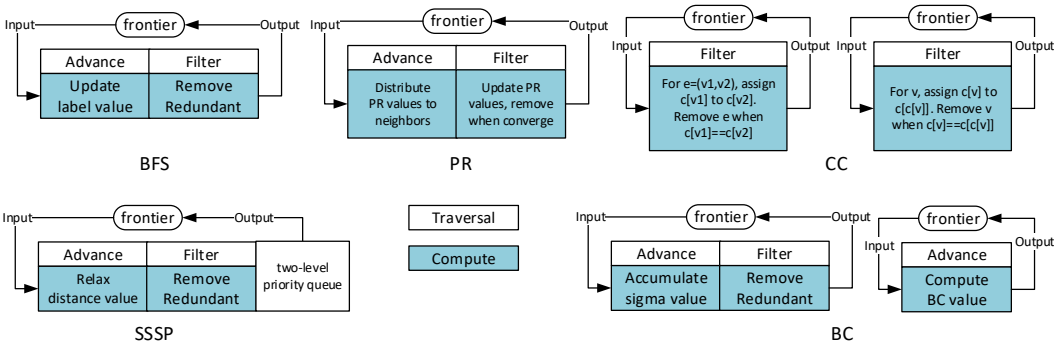 Input
frontier
Output
Advance
Filter
Update
label value
Remove
Redundant
BFS
Input
frontier
Output
Advance
Filter
Distribute
PR values to
neighbors
Update PR
values, remove
when converge
PR
frontier
Input
Output
Filter
For e=(v1,v2), assign
c[v1] to c[v2].
Remove e when
c[v1]==c[v2]
frontier
Input
Output
Filter
For v, assign c[v] to
c[c[v]]. Remove v
when c[v]==c[c[v]]
CC
Input
frontier
Output
Advance
Filter
Relax
distance value
Remove
Redundant
two-level
priority queue
SSSP
Traversal
Compute
Input
frontier
Output
Advance
Filter
Accumulate
sigma value
Remove
Redundant
frontier
Input
Output
Advance
Compute
BC value
BC